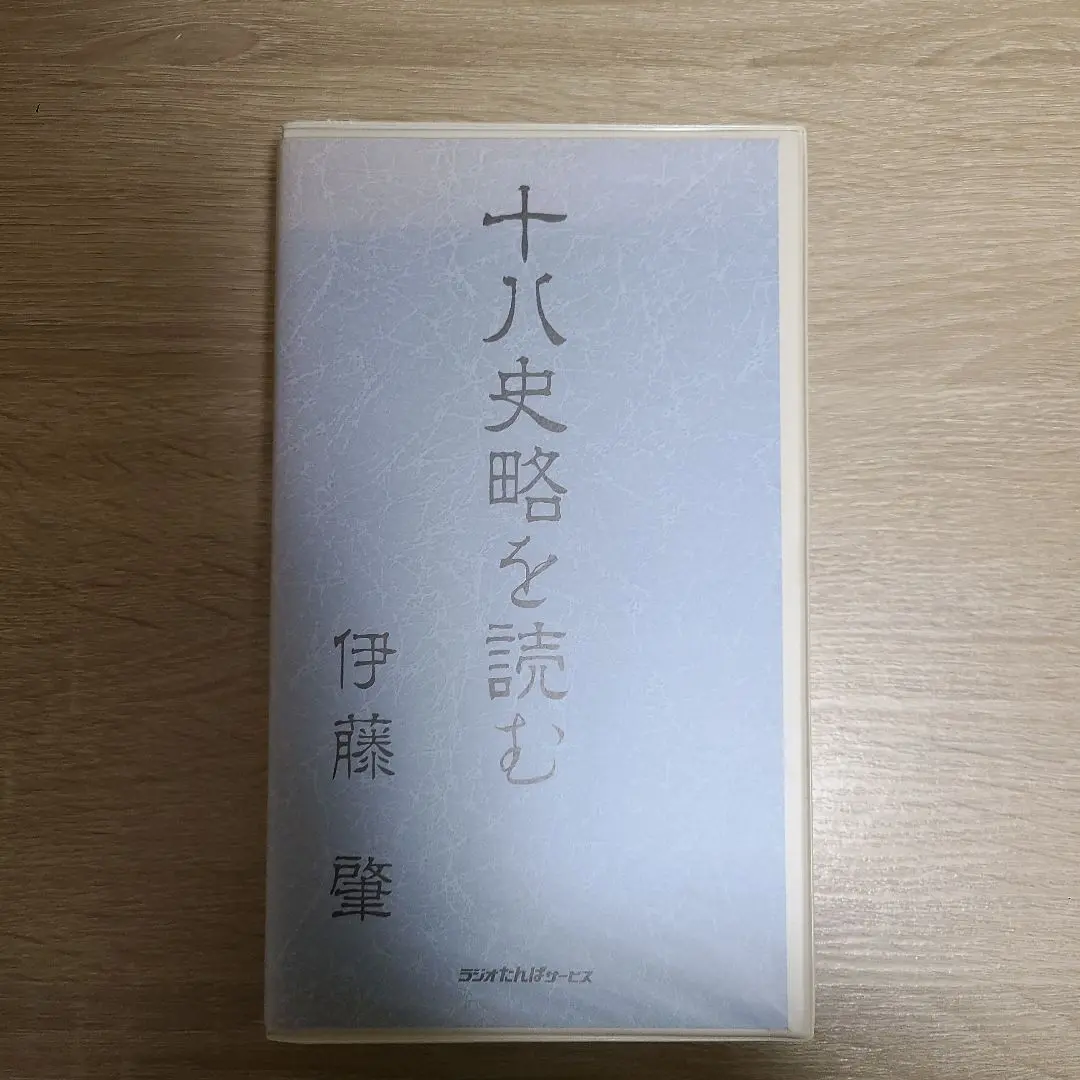 十八史略を読む
伊藤 肇
ラジオたんぱサービス